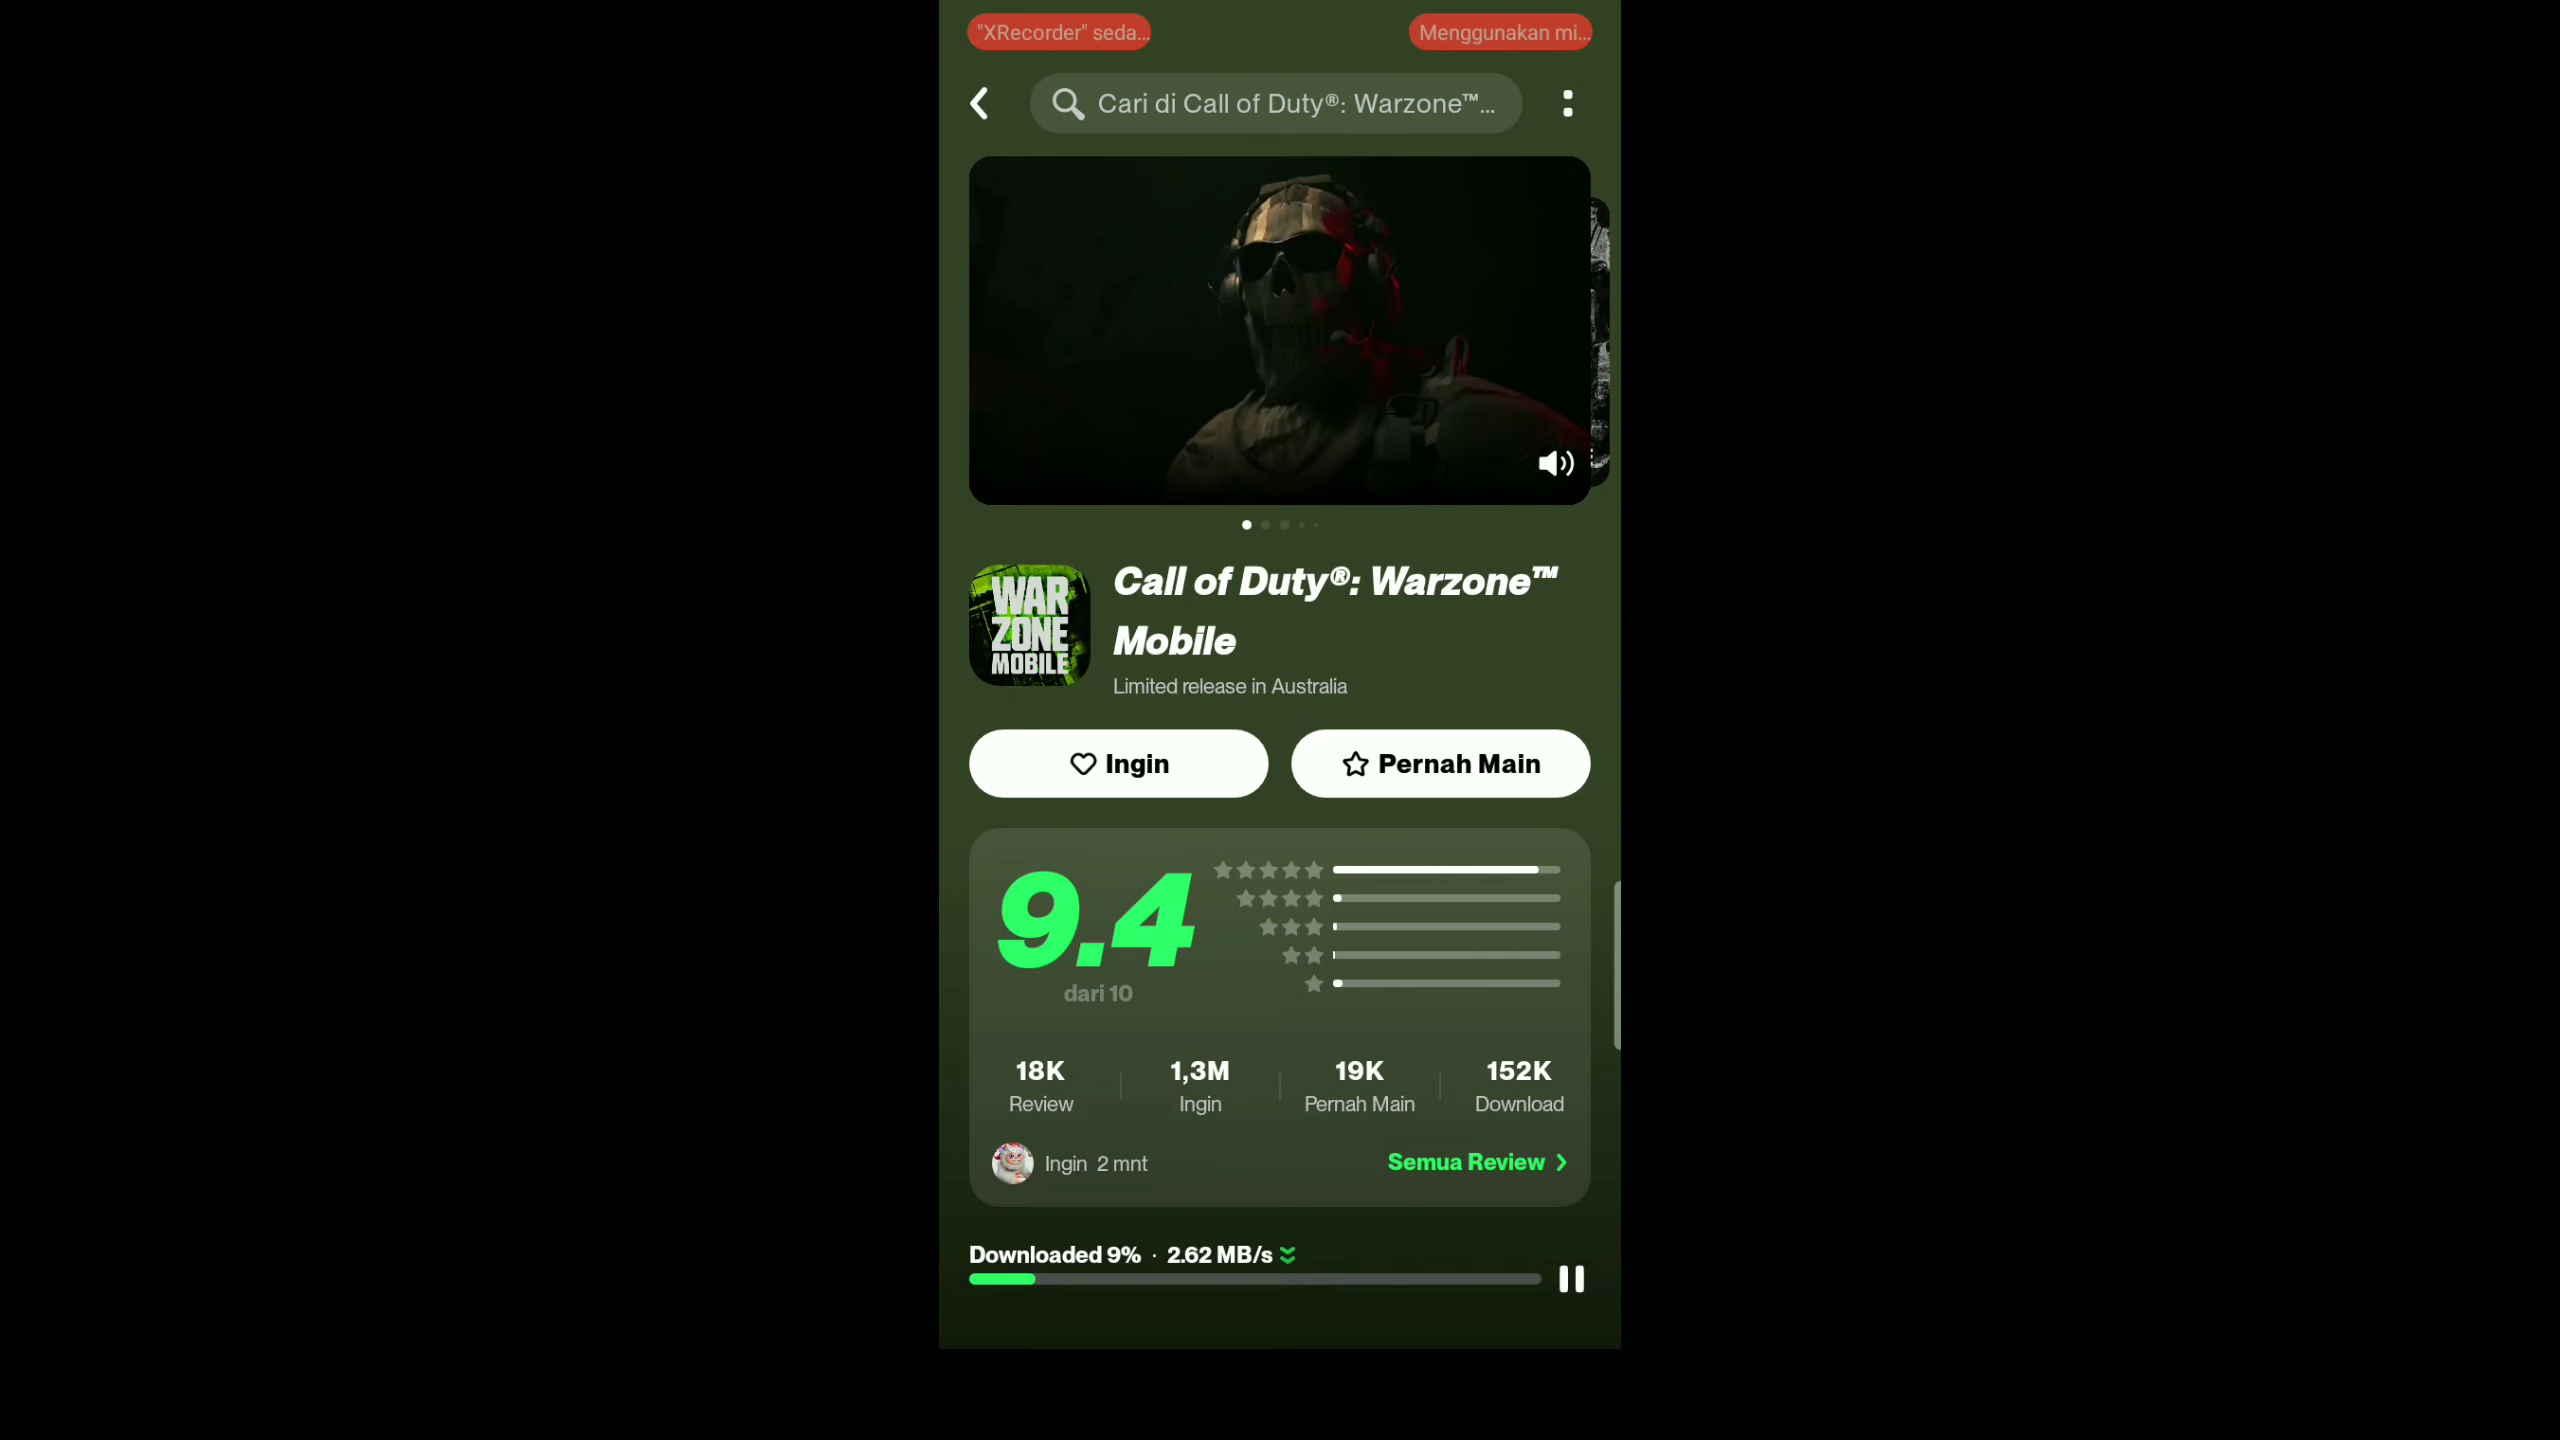 "XRecorder" seda...
Menggunakan mi...
Cari di Call of Duty®: Warzone™...
WAR
ZONE
MOBILE
Call of Duty®: Warzone™
Mobile
Limited release in Australia
Ingin
Pernah Main
9.4
dari 10
18K
Review
1,3M
Ingin
19K
Pernah Main
152K
Download
Ingin 2 mnt
Semua Review
Downloaded 9% · 2.62 MB/s